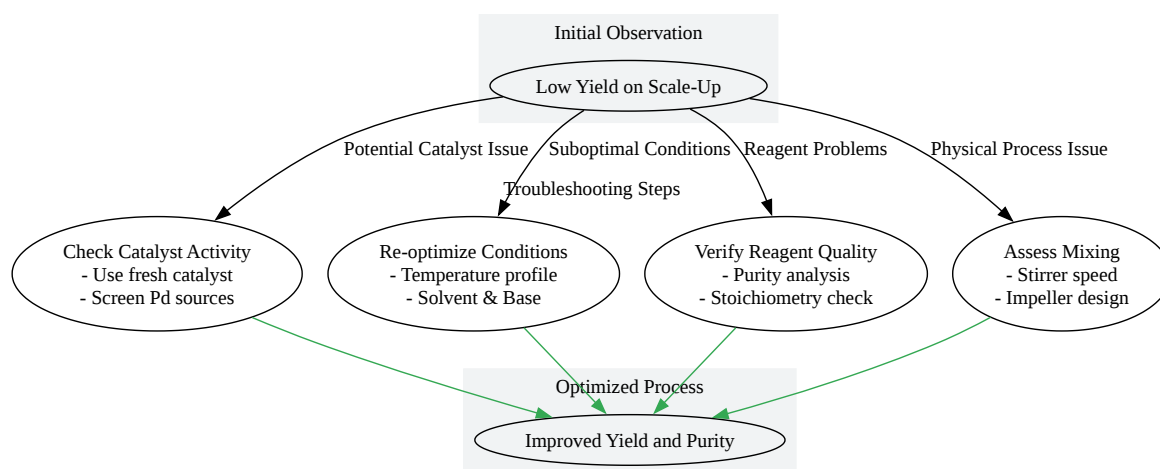 Initial Observation
Low Yield on Scale-Up
Potential Catalyst Issue
Suboptimal Conditions
Reagent Problems
Physical Process Issue
Troubleshooting Steps
Check Catalyst Activity
- Use fresh catalyst
- Screen Pd sources
Re-optimize Conditions
- Temperature profile
- Solvent & Base
Verify Reagent Quality
- Purity analysis
- Stoichiometry check
Assess Mixing
- Stirrer speed
- Impeller design
Optimized Process
Improved Yield and Purity